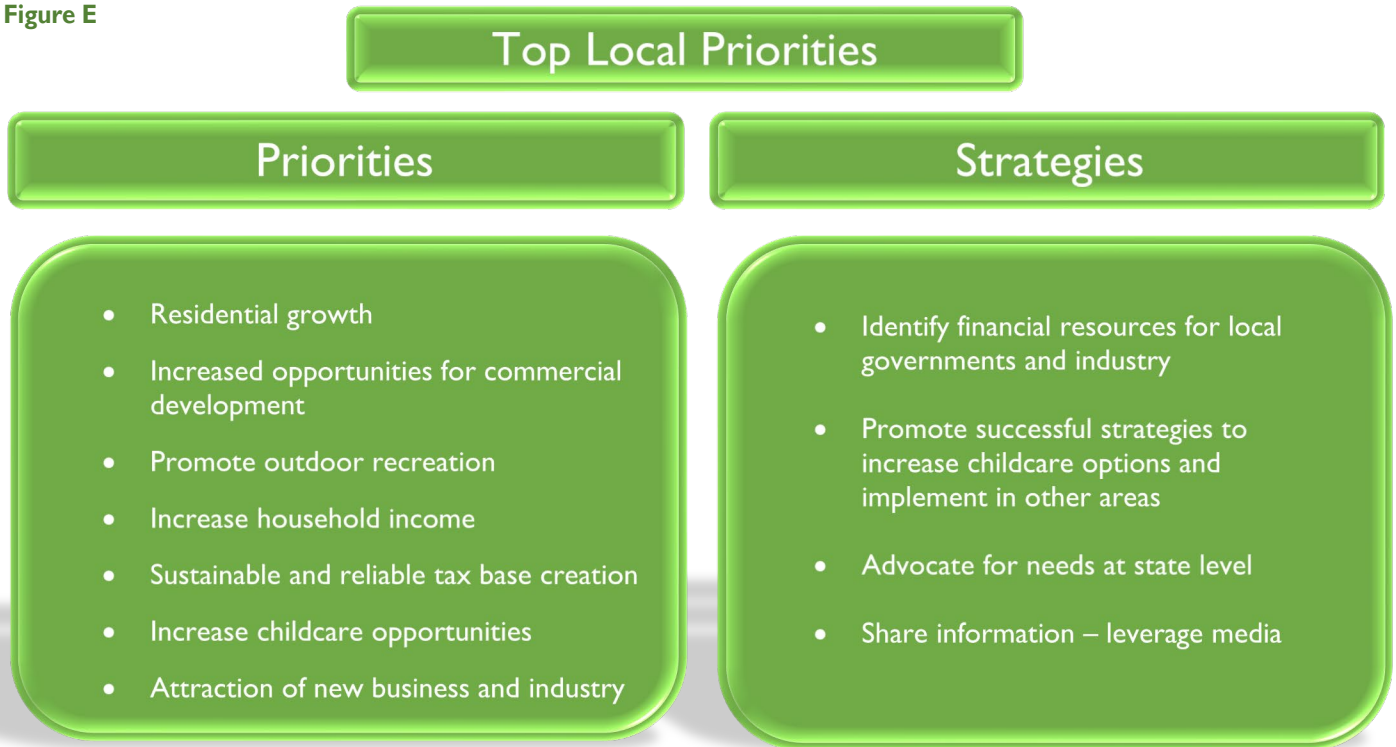 Figure E
Top Local Priorities
Priorities
Strategies
• Residential growth
• Increased opportunities for commercial
development
• Promote outdoor recreation
• Increase household income
• Sustainable and reliable tax base creation
• Increase childcare opportunities
• Attraction of new business and industry
• Identify financial resources for local
governments and industry
• Promote successful strategies to
increase childcare options and
implement in other areas
• Advocate for needs at state level
• Share information – leverage media